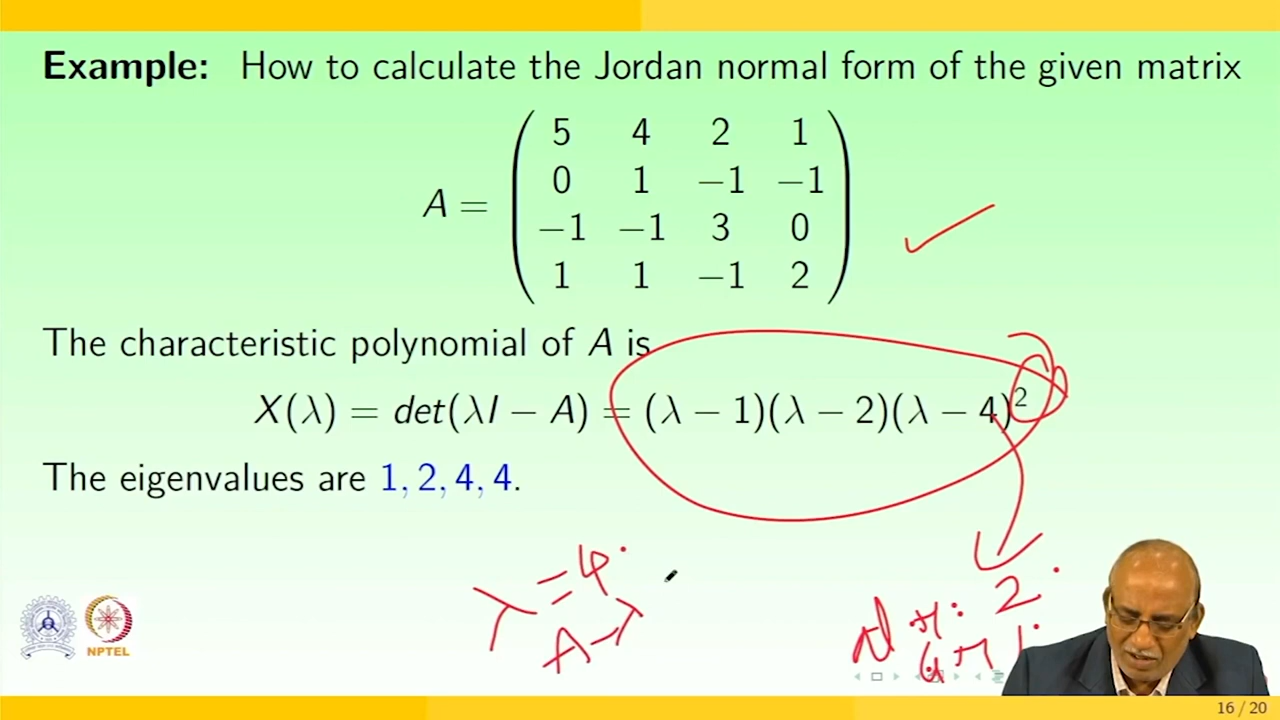 Example: How to calculate the Jordan normal form of the given matrix
A = ( 5 4 2 1
0 1 −1 −1
−1 −1 3 0
1 1 −1 2 )
The characteristic polynomial of A is
X(λ) = det(λI − A) = (λ − 1)(λ − 2)(λ − 4)²
The eigenvalues are 1, 2, 4, 4.
λ = 4.
A-λ
2.
NPTEL
16 / 20